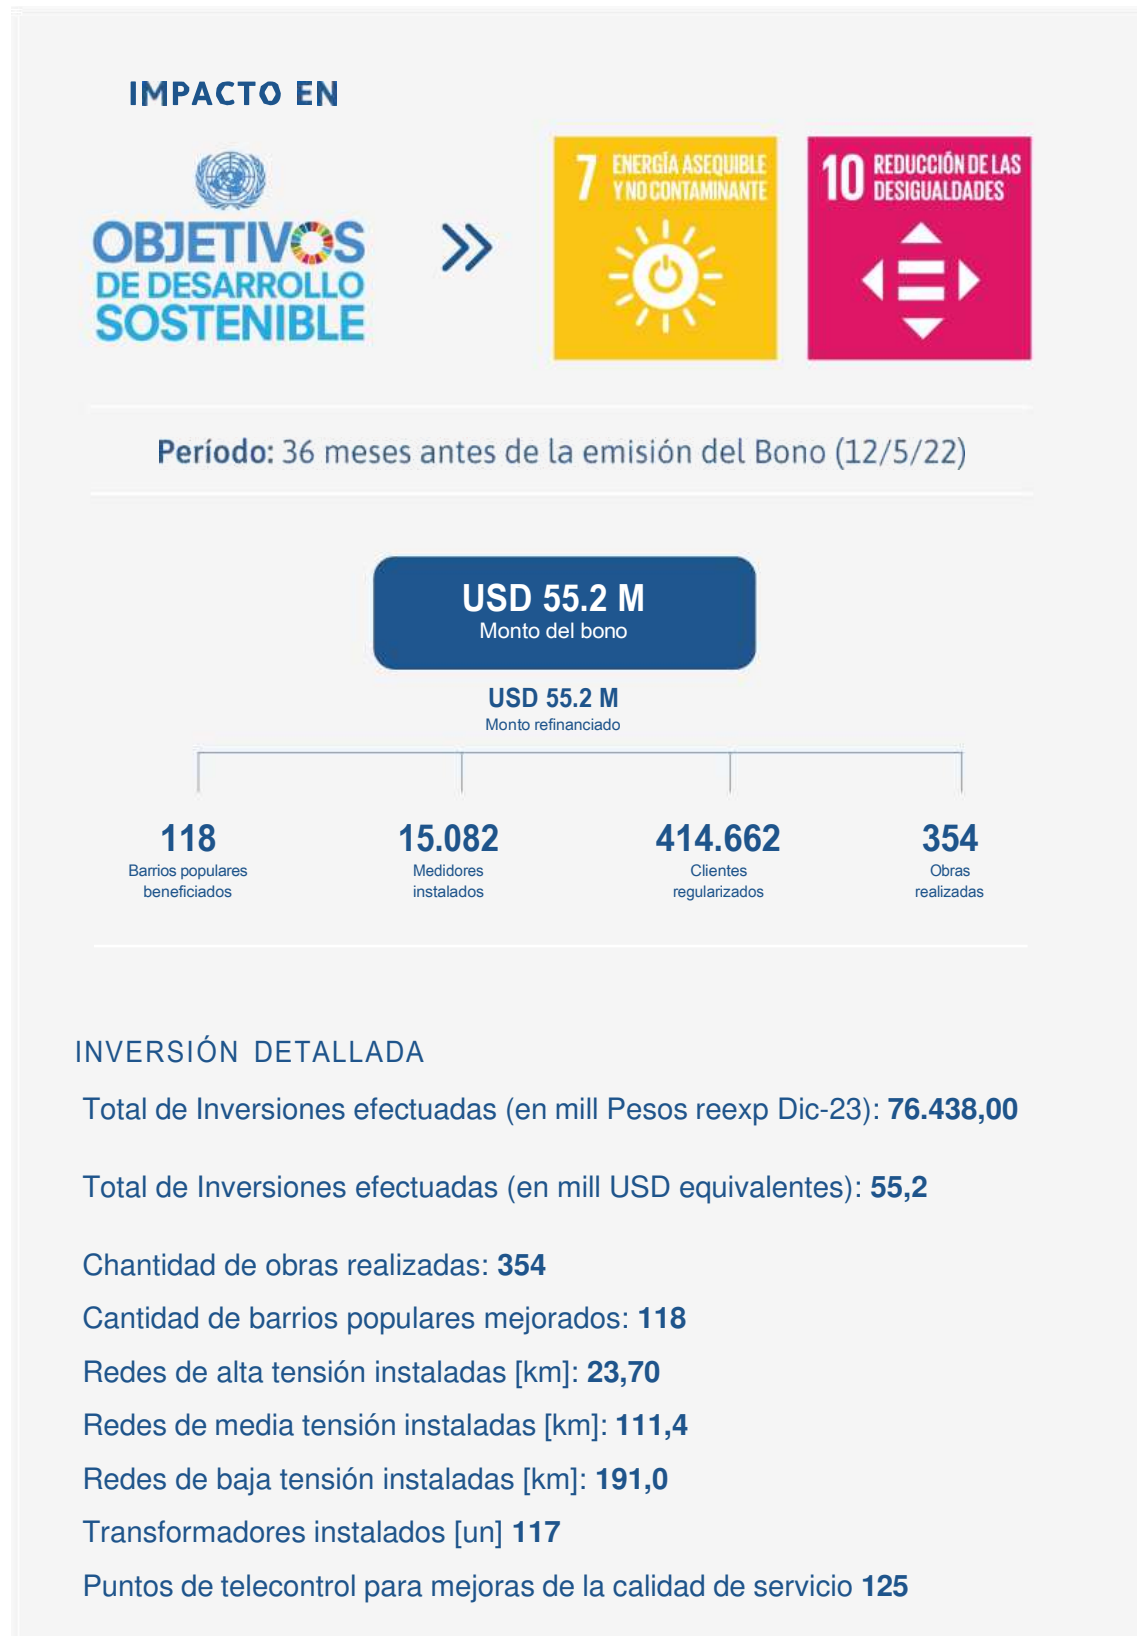 IMPACTO EN
OBJETIVOS
DE DESARROLLO
SOSTENIBLE
7 ENERGÍA ASEQUIBLE
Y NO CONTAMINANTE
10 REDUCCIÓN DE LAS
DESIGUALDADES
Período: 36 meses antes de la emisión del Bono (12/5/22)
USD 55.2 M
Monto del bono
USD 55.2 M
Monto refinanciado
118
Barrios populares
beneficiados
15.082
Medidores
instalados
414.662
Clientes
regularizados
354
Obras
realizadas
INVERSIÓN DETALLADA
Total de Inversiones efectuadas (en mill Pesos reexp Dic-23): 76.438,00
Total de Inversiones efectuadas (en mill USD equivalentes): 55,2
Chantidad de obras realizadas: 354
Cantidad de barrios populares mejorados: 118
Redes de alta tensión instaladas [km]: 23,70
Redes de media tensión instaladas [km]: 111,4
Redes de baja tensión instaladas [km]: 191,0
Transformadores instalados [un] 117
Puntos de telecontrol para mejoras de la calidad de servicio 125